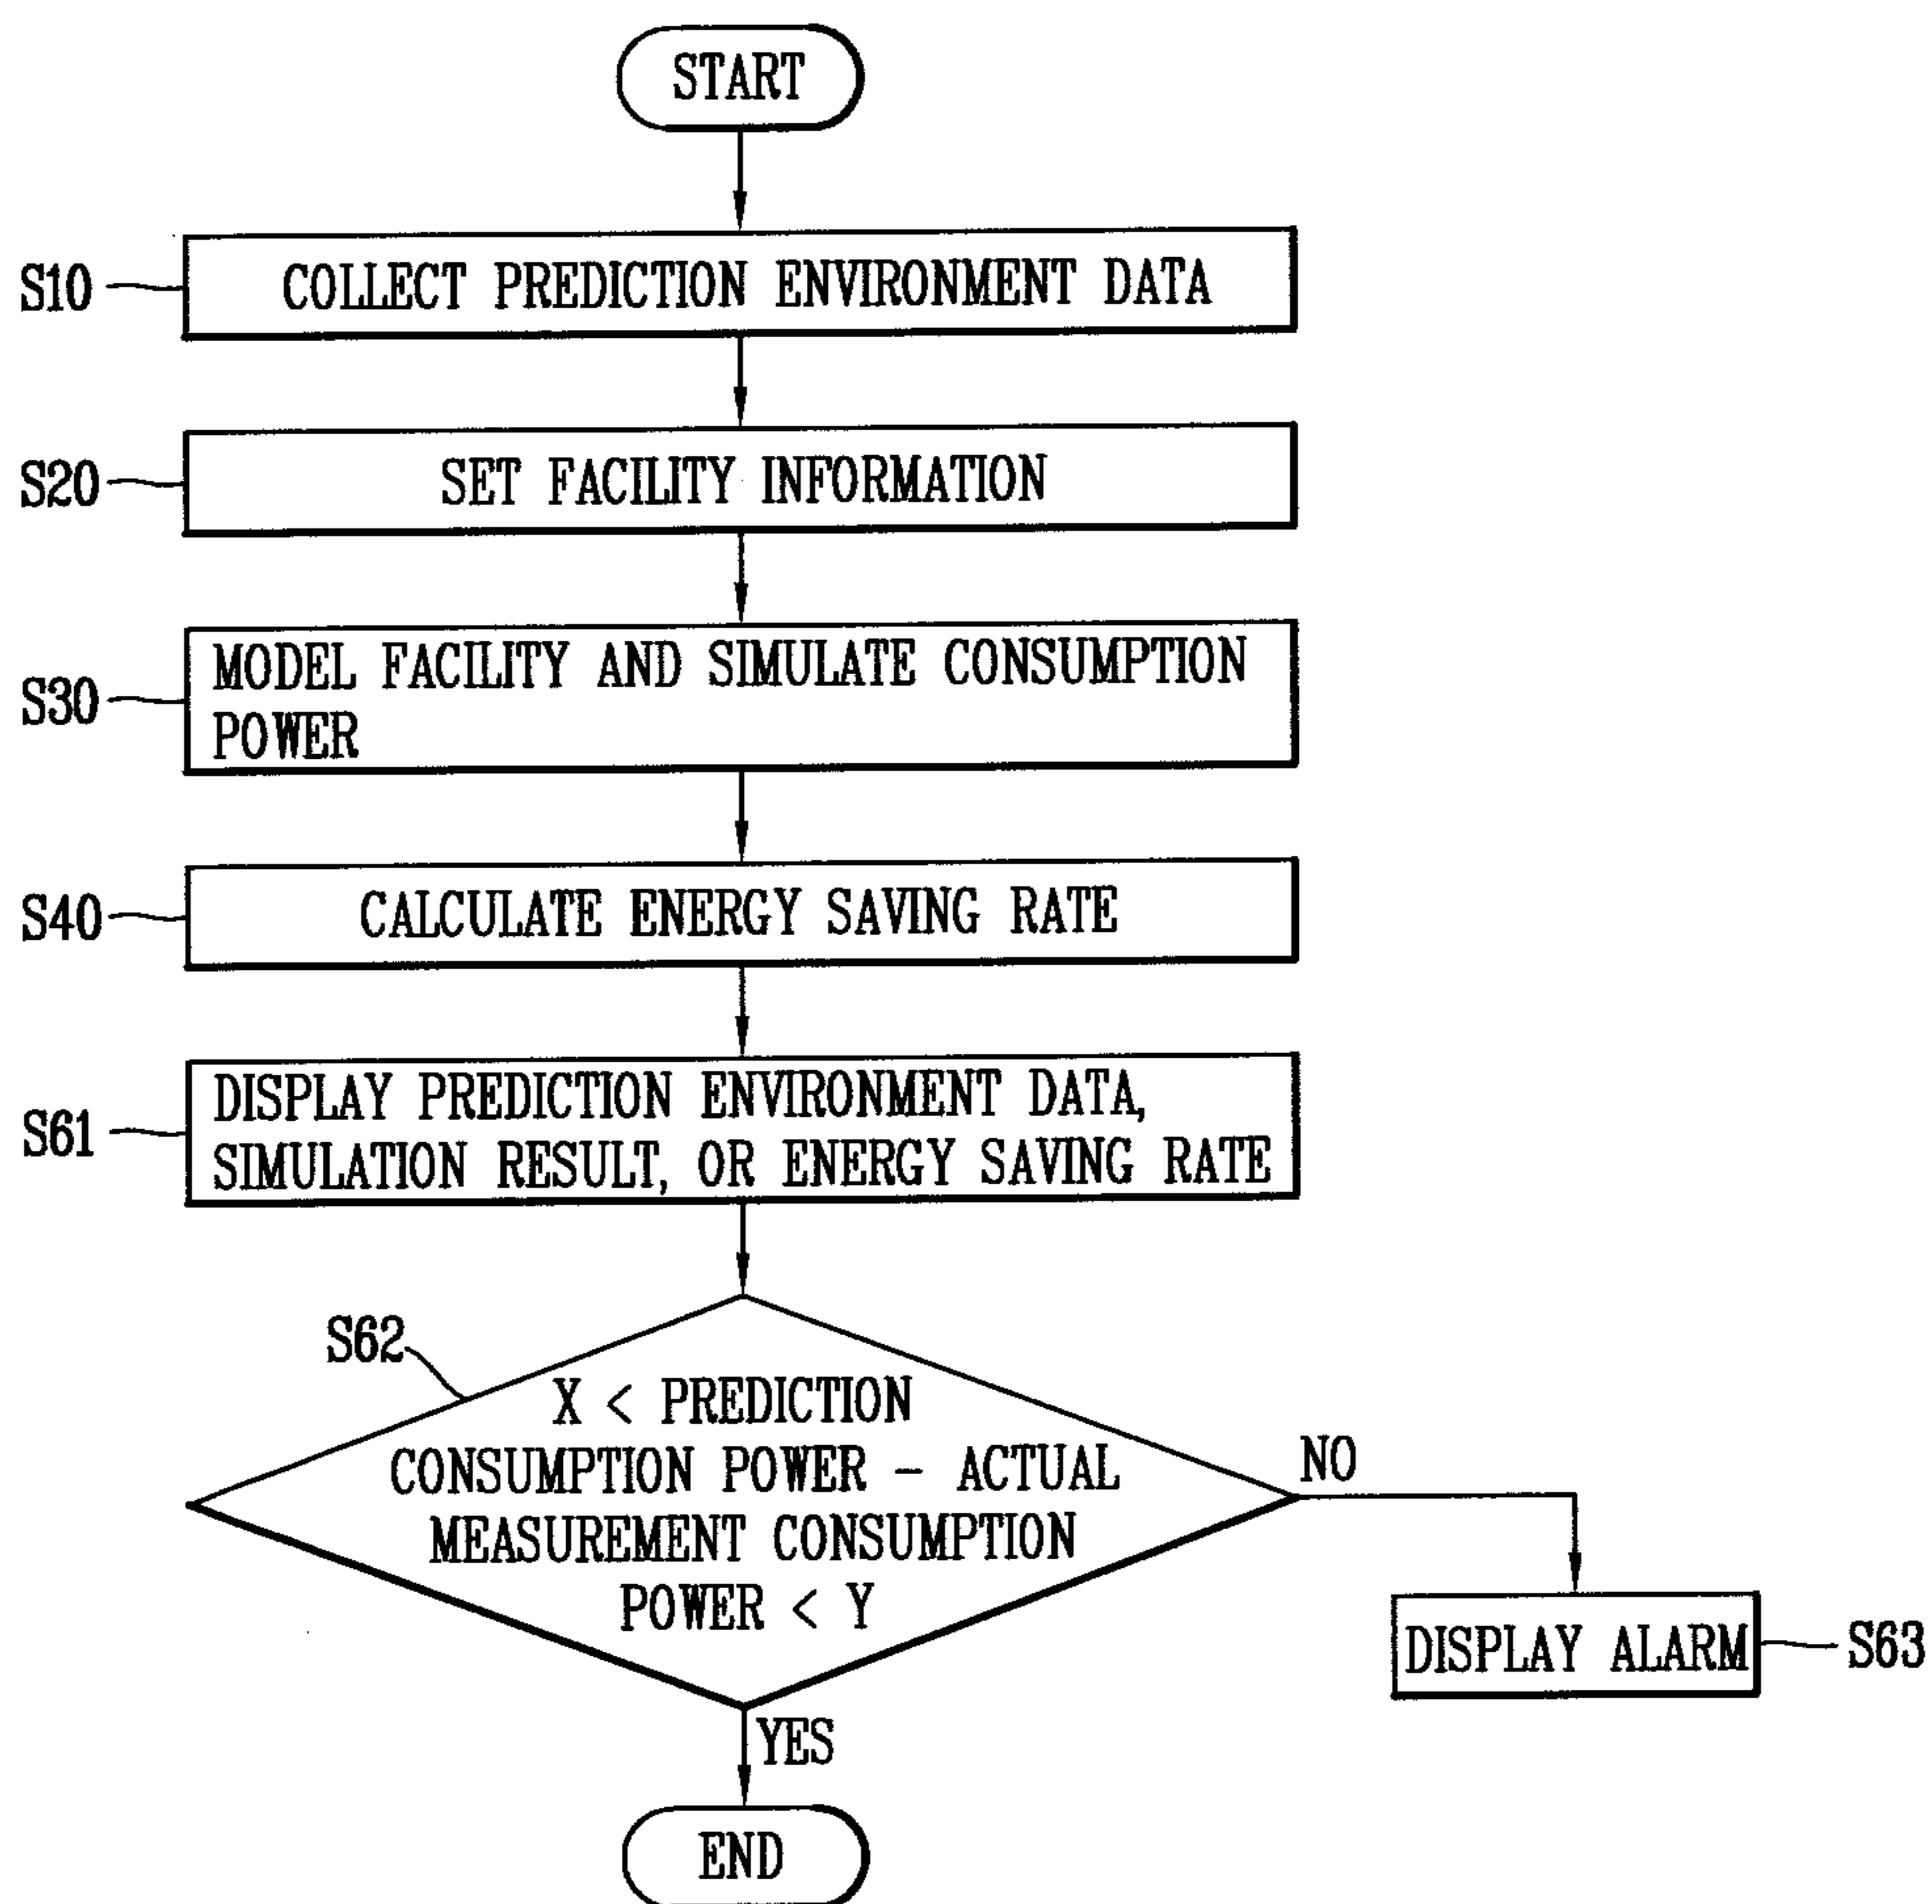 START
S10
COLLECT PREDICTION ENVIRONMENT DATA
S20
SET FACILITY INFORMATION
S30
MODEL FACILITY AND SIMULATE CONSUMPTION
POWER
S40
CALCULATE ENERGY SAVING RATE
S61
DISPLAY PREDICTION ENVIRONMENT DATA,
SIMULATION RESULT, OR ENERGY SAVING RATE
S62
X < PREDICTION
CONSUMPTION POWER - ACTUAL
MEASUREMENT CONSUMPTION
POWER < Y
NO
DISPLAY ALARM
S63
YES
END